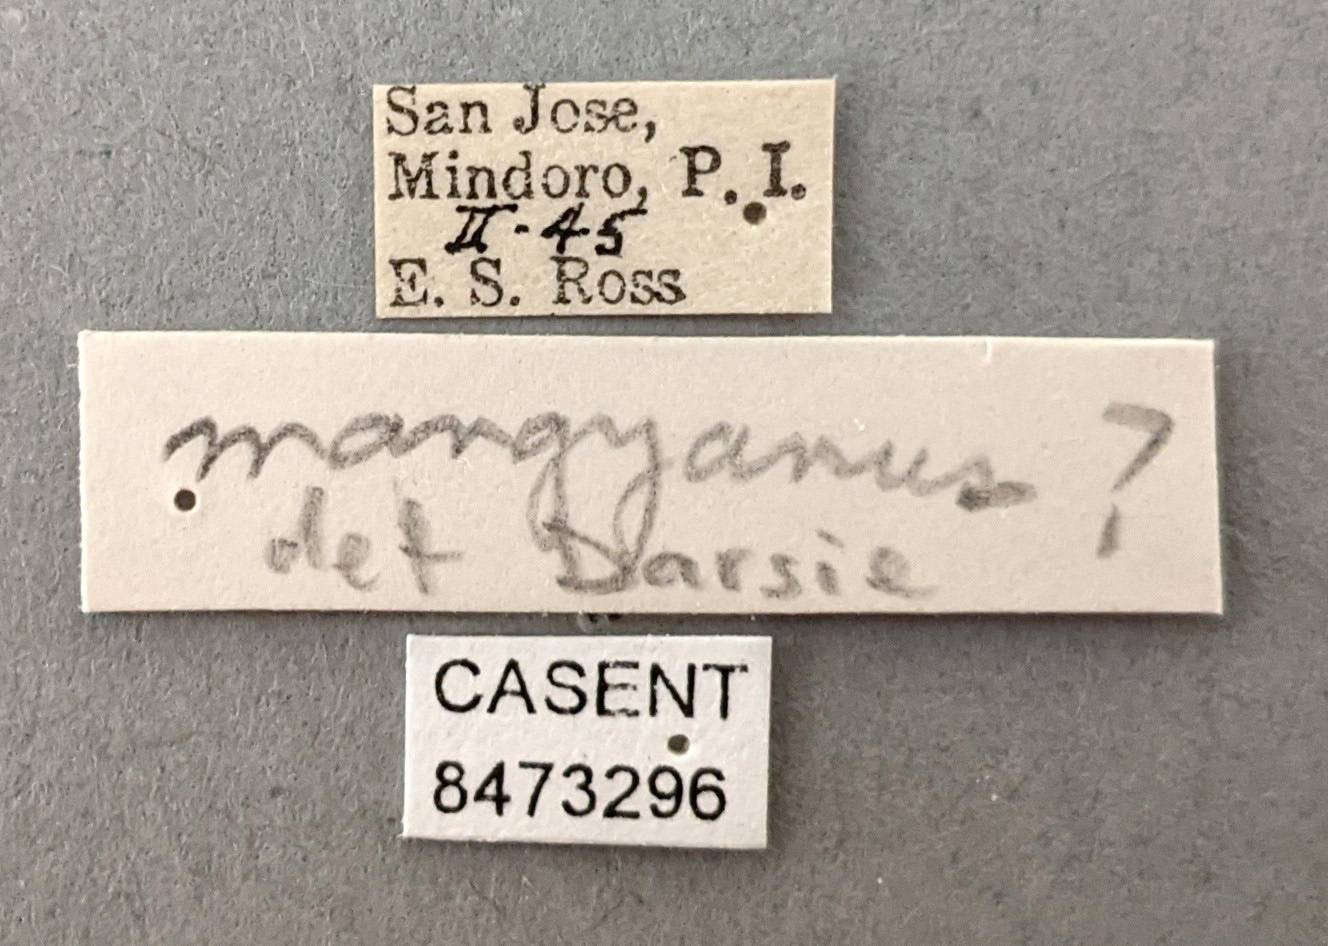 San Jose,
Mindoro, P. I.
II-45
E. S. Ross
mangyanus ?
det Darsie
CASENT
8473296